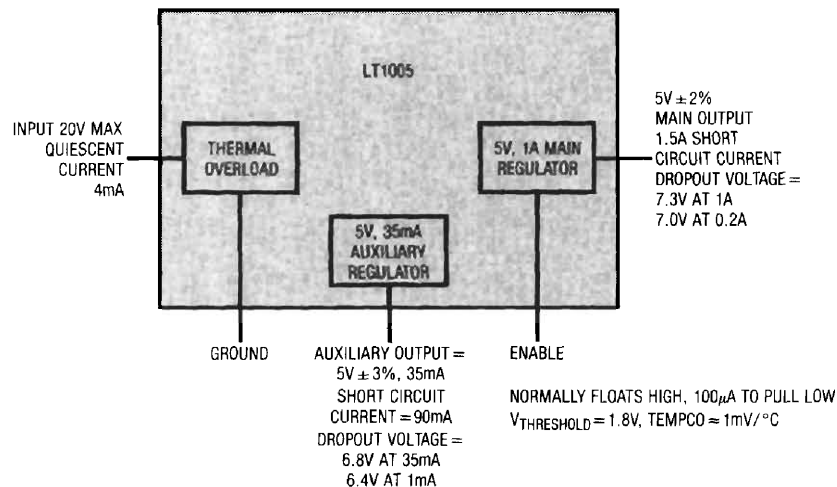 LT1005
INPUT 20V MAX
QUIESCENT
CURRENT
4mA
THERMAL
OVERLOAD
5V, 1A MAIN
REGULATOR
5V ± 2%
MAIN OUTPUT
1.5A SHORT
CIRCUIT CURRENT
DROPOUT VOLTAGE =
7.3V AT 1A
7.0V AT 0.2A
5V, 35mA
AUXILIARY
REGULATOR
GROUND
AUXILIARY OUTPUT =
5V ± 3%, 35mA
SHORT CIRCUIT
CURRENT = 90mA
DROPOUT VOLTAGE =
6.8V AT 35mA
6.4V AT 1mA
ENABLE
NORMALLY FLOATS HIGH, 100µA TO PULL LOW
VTHRESHOLD = 1.8V, TEMPCO ≈ 1mV/°C